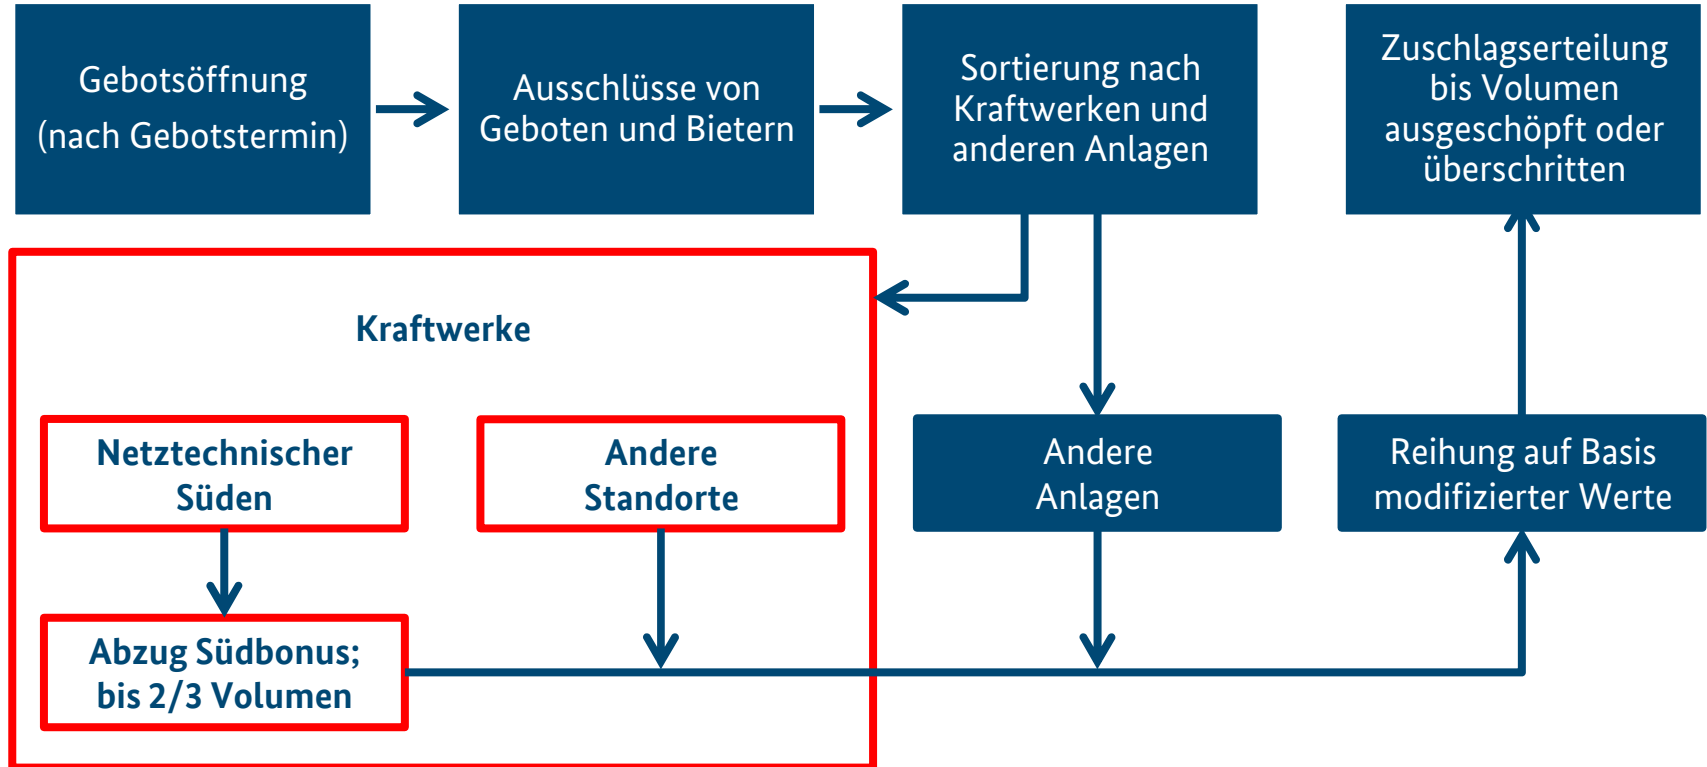 Gebotsöffnung
(nach Gebotstermin)
Ausschlüsse von
Geboten und Bietern
Sortierung nach
Kraftwerken und
anderen Anlagen
Zuschlagserteilung
bis Volumen
ausgeschöpft oder
überschritten
Kraftwerke
Netztechnischer
Süden
Andere
Standorte
Andere
Anlagen
Reihung auf Basis
modifizierter Werte
Abzug Südbonus;
bis 2/3 Volumen